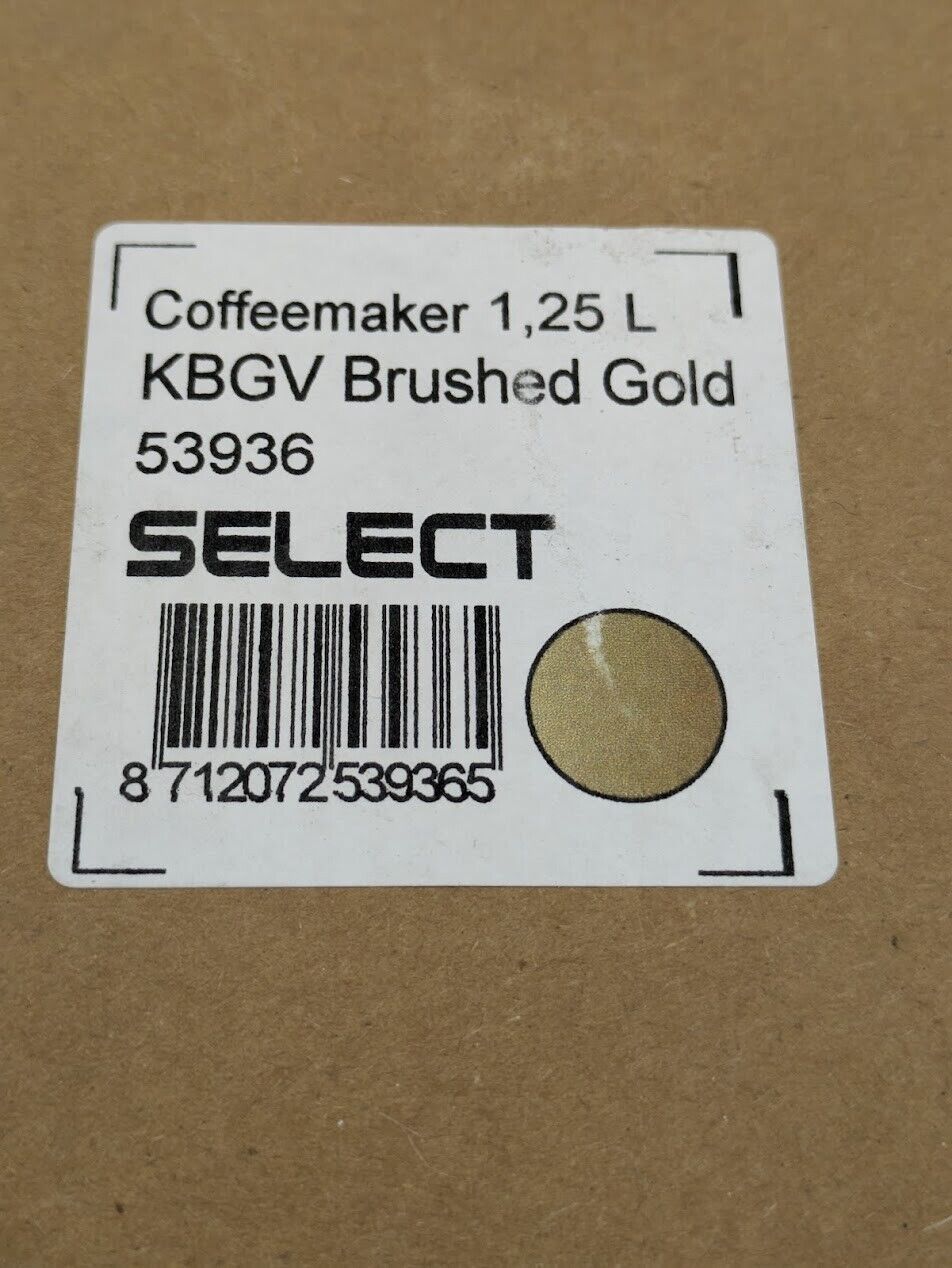 Coffeemaker 1,25 L
KBGV Brushed Gold
53936
SELECT
8 712072 539365